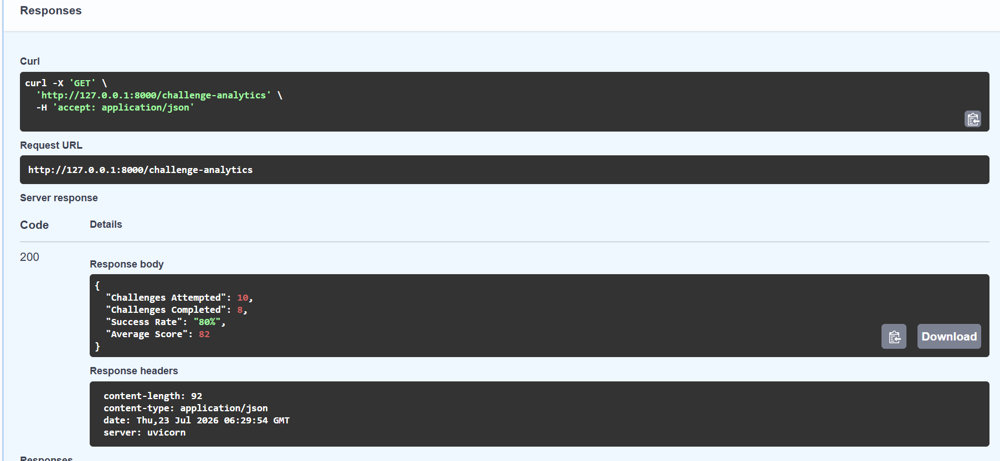 Responses
Curl
curl -X 'GET' \
  'http://127.0.0.1:8000/challenge-analytics' \
  -H 'accept: application/json'
Request URL
http://127.0.0.1:8000/challenge-analytics
Server response
Code Details
200
Response body
{
  "Challenges Attempted": 10,
  "Challenges Completed": 8,
  "Success Rate": "80%",
  "Average Score": 82
}
Download
Response headers
content-length: 92
content-type: application/json
date: Thu,23 Jul 2026 06:29:54 GMT
server: uvicorn
Responses